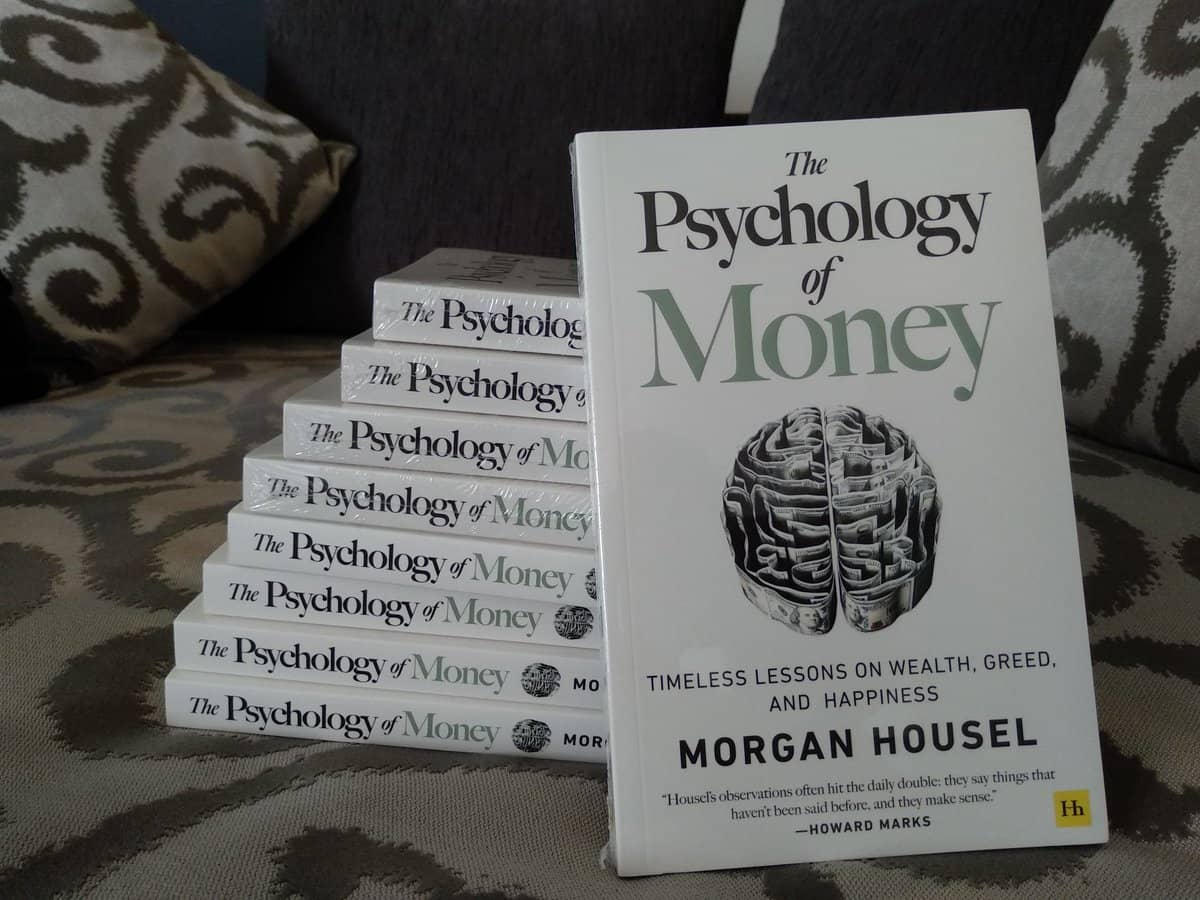 The
Psychology
of
Money
TIMELESS LESSONS ON WEALTH, GREED,
AND HAPPINESS
MORGAN HOUSEL
“Housel's observations often hit the daily double: they say things that
haven't been said before, and they make sense.”
—HOWARD MARKS
Hh
The Psycholog
The Psychology of
The Psychology of Mo
The Psychology of Money
The Psychology of Money
The Psychology of Money
The Psychology of Money MO
The Psychology of Money MOR